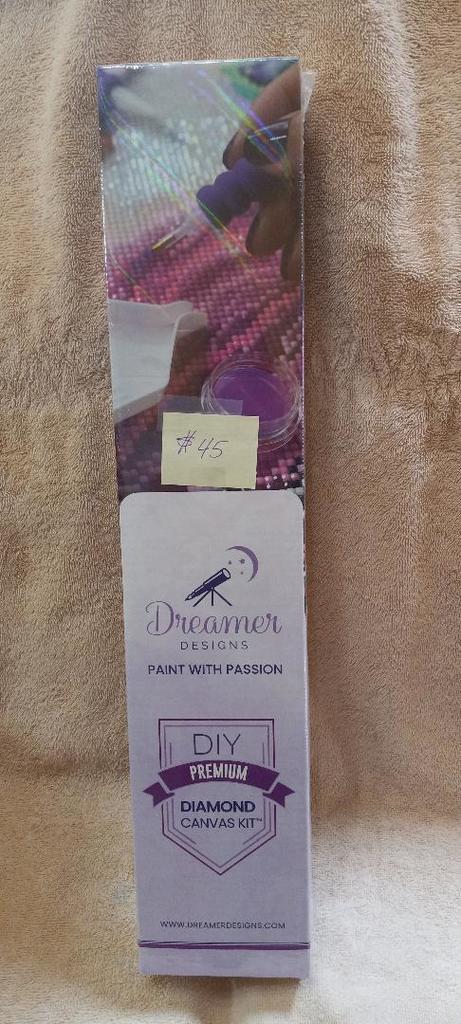 #45
Dreamer
DESIGNS
PAINT WITH PASSION
DIY
PREMIUM
DIAMOND
CANVAS KIT™
WWW.DREAMERDESIGNS.COM